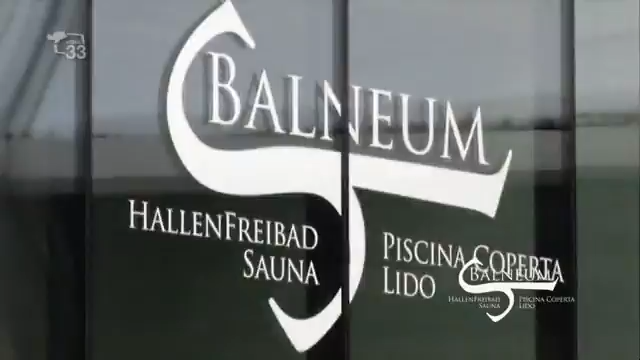 33
BALNEUM
HALLENFREIBAD
SAUNA
PISCINA COPERTA
LIDO
BALNEUM
HALLENFREIBAD
SAUNA
PISCINA COPERTA
LIDO